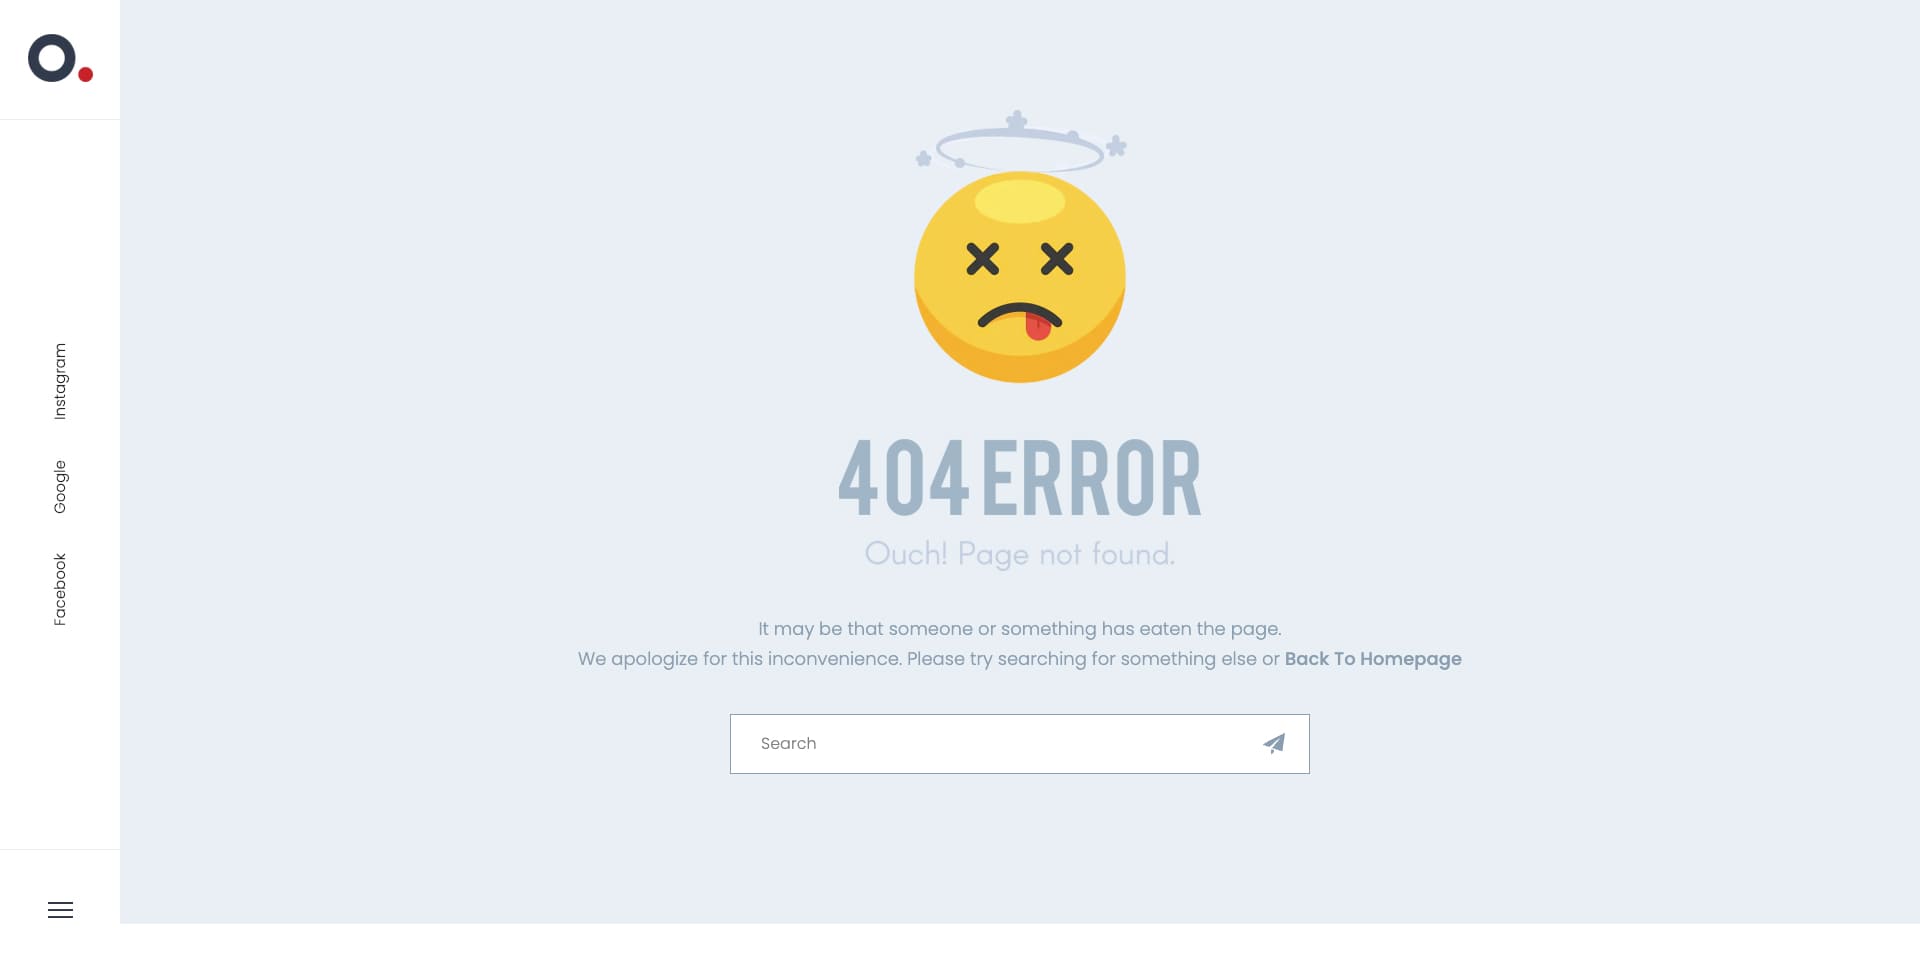 O.
Instagram
Google
Facebook
404 ERROR
Ouch! Page not found.
It may be that someone or something has eaten the page.
We apologize for this inconvenience. Please try searching for something else or Back To Homepage
Search